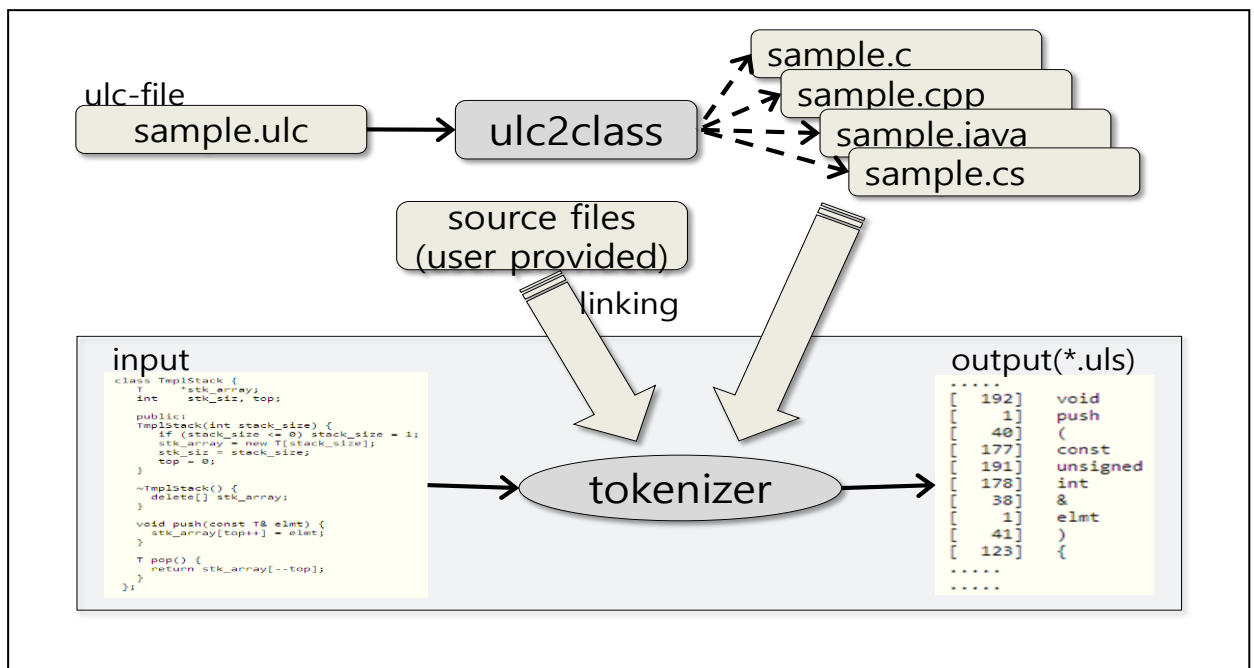 ulc-file
sample.ulc
ulc2class
sample.c
sample.cpp
sample.java
sample.cs
source files
(user provided)
linking
input
class TmplStack {
T *stk_array;
int stk_siz, top;
public:
TmplStack(int stack_size) {
if (stack_size <= 0) stack_size = 1;
stk_array = new T[stack_size];
stk_siz = stack_size;
top = 0;
}
~TmplStack() {
delete[] stk_array;
}
void push(const T& elmt) {
stk_array[top++] = elmt;
}
T pop() {
return stk_array[--top];
}
};
tokenizer
output(*.uls)
.....
[ 192] void
[ 1] push
[ 40] (
[ 177] const
[ 191] unsigned
[ 178] int
[ 38] &
[ 1] elmt
[ 41] )
[ 123] {
.....
.....